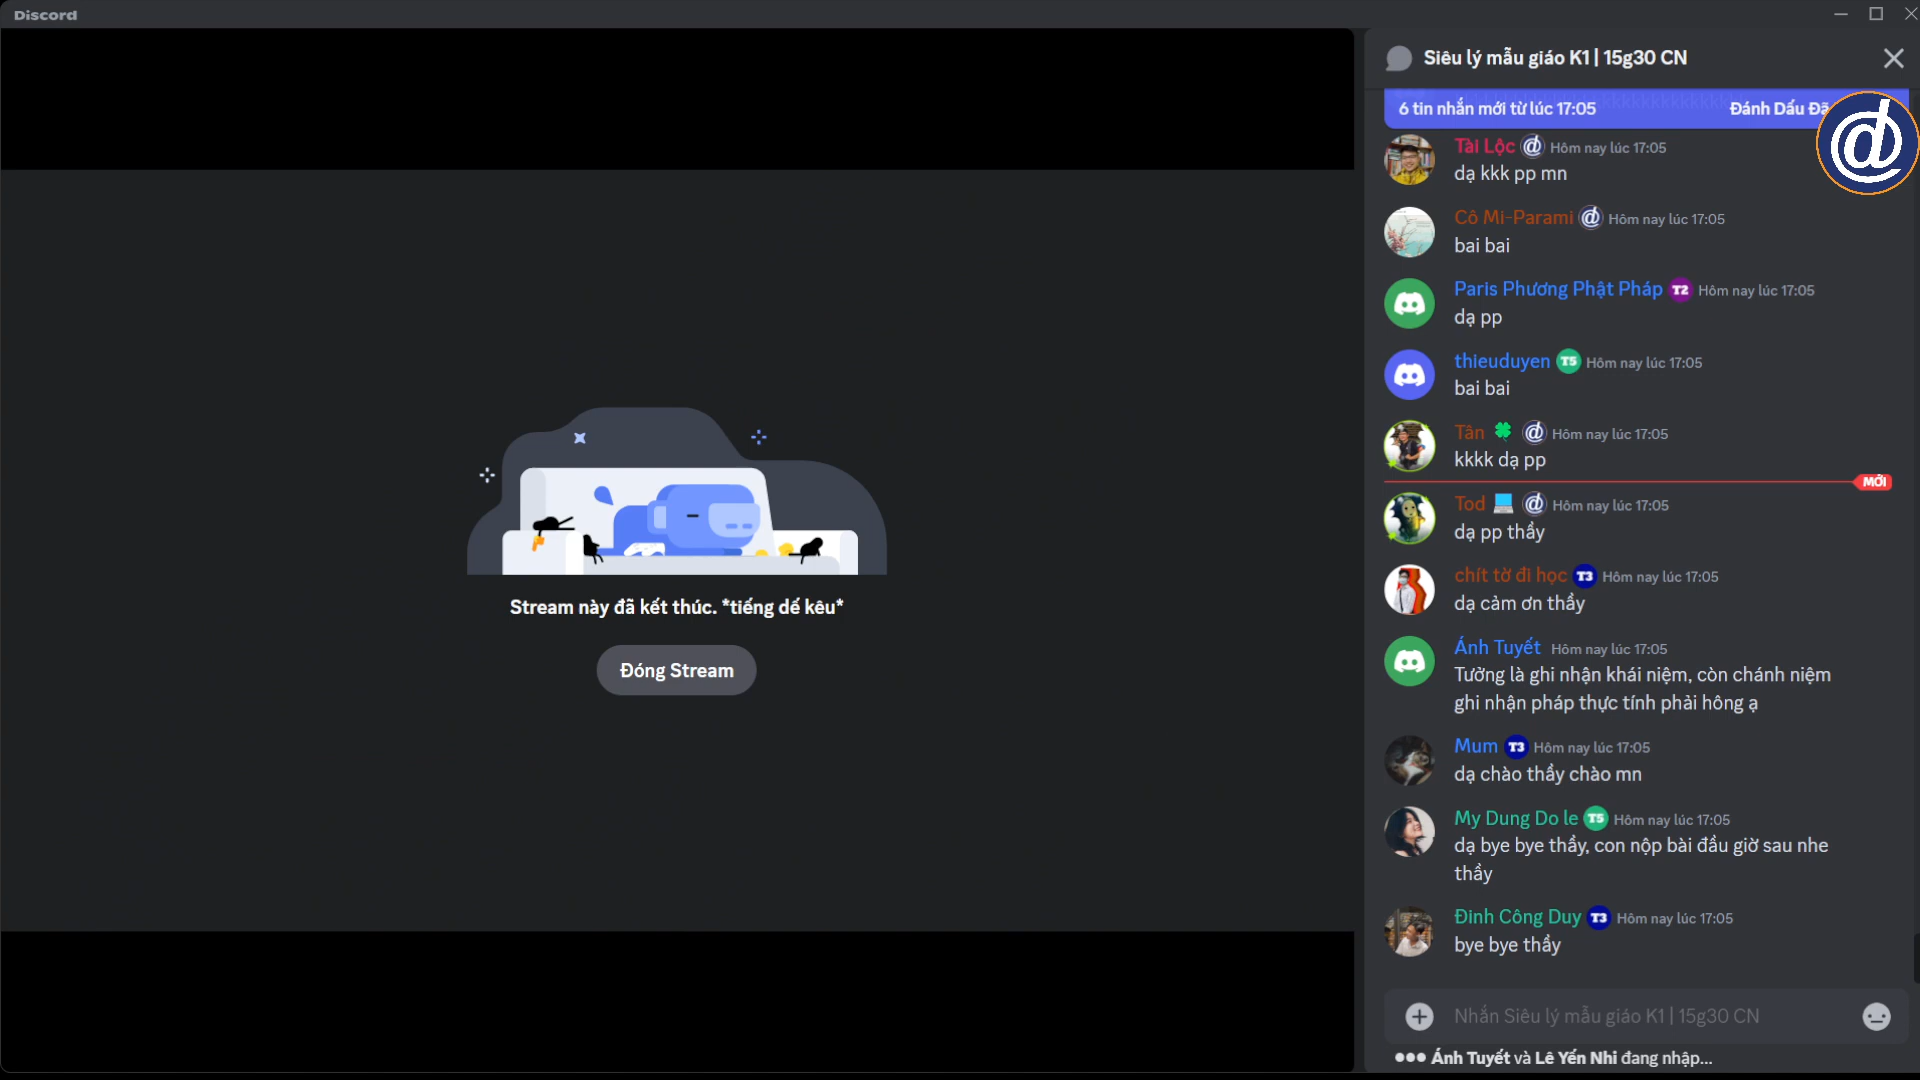 Discord
Siêu lý mẫu giáo K1 | 15g30 CN
6 tin nhắn mới từ lúc 17:05
Đánh Dấu Đã
Tài Lộc Hôm nay lúc 17:05
dạ kkk pp mn
Cô Mi-Parami Hôm nay lúc 17:05
bai bai
Paris Phương Phật Pháp T2 Hôm nay lúc 17:05
dạ pp
thieuduyen T5 Hôm nay lúc 17:05
bai bai
Tân Hôm nay lúc 17:05
kkkk dạ pp
MỚI
Tod Hôm nay lúc 17:05
dạ pp thầy
chít tờ đi học T3 Hôm nay lúc 17:05
dạ cảm ơn thầy
Ánh Tuyết Hôm nay lúc 17:05
Tưởng là ghi nhận khái niệm, còn chánh niệm
ghi nhận pháp thực tính phải hông ạ
Mum T3 Hôm nay lúc 17:05
dạ chào thầy chào mn
My Dung Do le T5 Hôm nay lúc 17:05
dạ bye bye thầy, con nộp bài đầu giờ sau nhe
thầy
Đinh Công Duy T3 Hôm nay lúc 17:05
bye bye thầy
Nhắn Siêu lý mẫu giáo K1 | 15g30 CN
Ánh Tuyết và Lê Yến Nhi đang nhập...
Stream này đã kết thúc. *tiếng dế kêu*
Đóng Stream